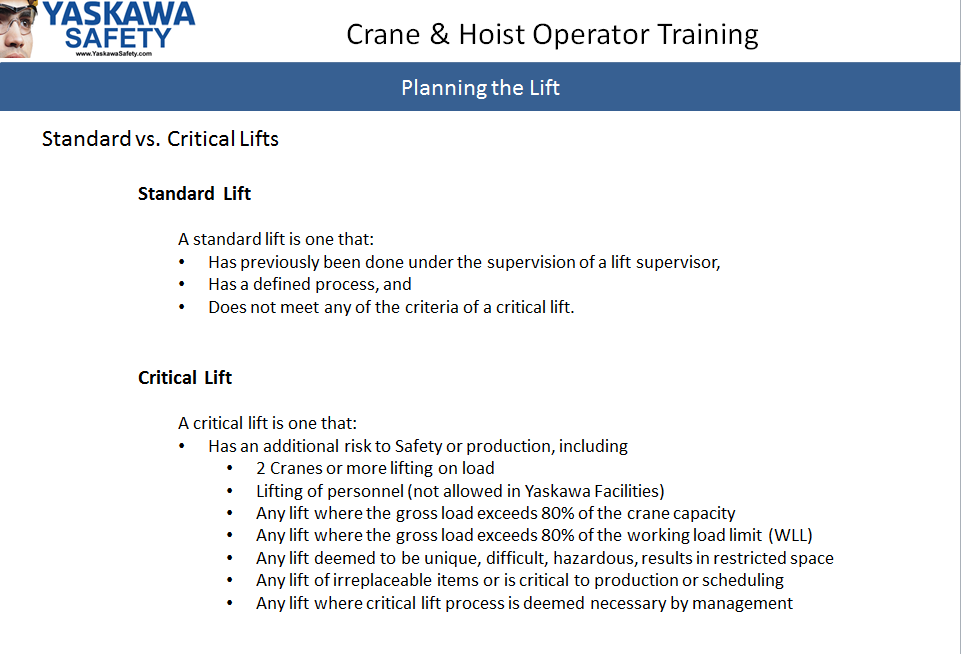 YASKAWA
SAFETY
www.YaskawaSafety.com
Crane & Hoist Operator Training
Planning the Lift
Standard vs. Critical Lifts
Standard Lift
A standard lift is one that:
• Has previously been done under the supervision of a lift supervisor,
• Has a defined process, and
• Does not meet any of the criteria of a critical lift.
Critical Lift
A critical lift is one that:
• Has an additional risk to Safety or production, including
• 2 Cranes or more lifting on load
• Lifting of personnel (not allowed in Yaskawa Facilities)
• Any lift where the gross load exceeds 80% of the crane capacity
• Any lift where the gross load exceeds 80% of the working load limit (WLL)
• Any lift deemed to be unique, difficult, hazardous, results in restricted space
• Any lift of irreplaceable items or is critical to production or scheduling
• Any lift where critical lift process is deemed necessary by management